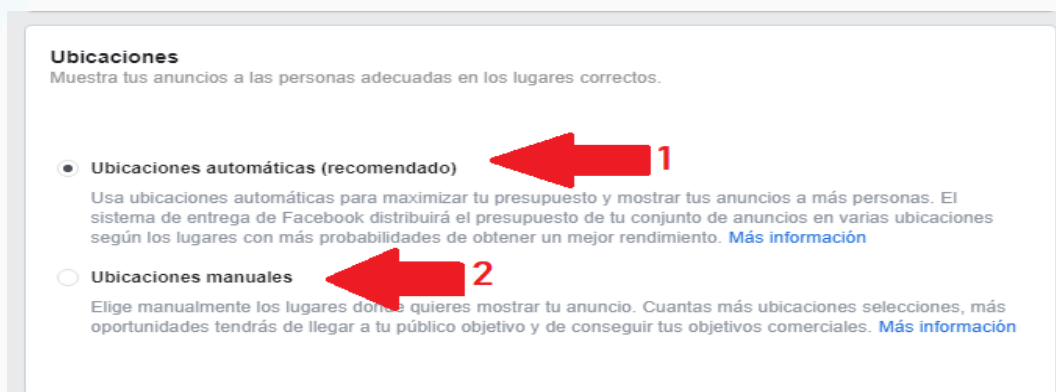 Ubicaciones
Muestra tus anuncios a las personas adecuadas en los lugares correctos.
Ubicaciones automáticas (recomendado)
1
Usa ubicaciones automáticas para maximizar tu presupuesto y mostrar tus anuncios a más personas. El
sistema de entrega de Facebook distribuirá el presupuesto de tu conjunto de anuncios en varias ubicaciones
según los lugares con más probabilidades de obtener un mejor rendimiento. Más información
Ubicaciones manuales
2
Elige manualmente los lugares donde quieres mostrar tu anuncio. Cuantas más ubicaciones selecciones, más
oportunidades tendrás de llegar a tu público objetivo y de conseguir tus objetivos comerciales. Más información